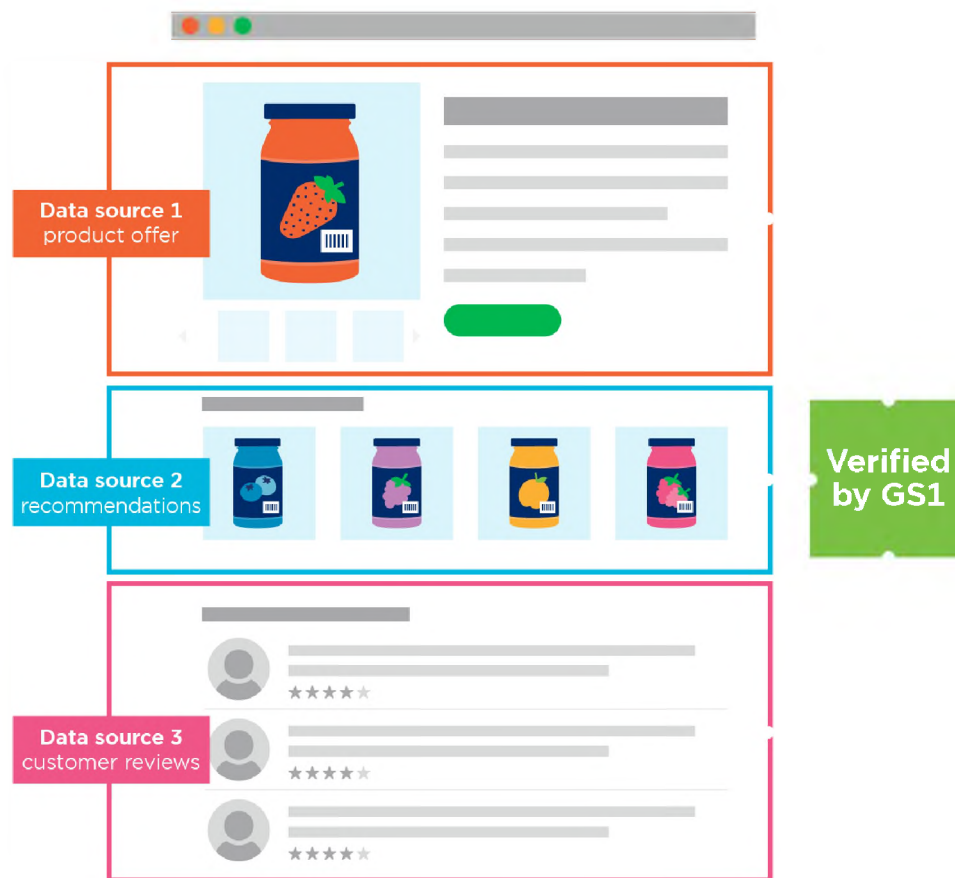 Data source 1
product offer
Data source 2
recommendations
Verified
by GS1
Data source 3
customer reviews